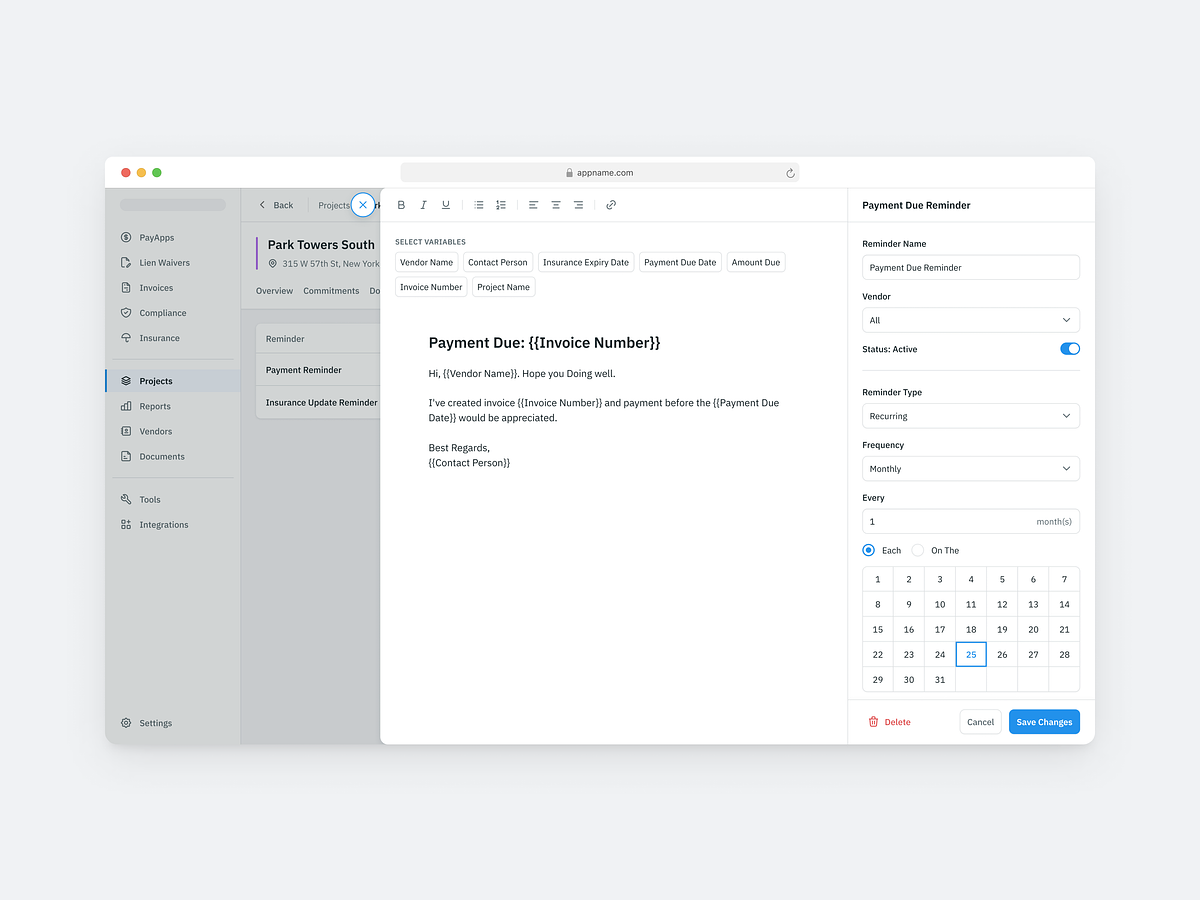 appname.com
PayApps
Lien Waivers
Invoices
Compliance
Insurance
Projects
Reports
Vendors
Documents
Tools
Integrations
Settings
Back
Projects
Park Towers South
315 W 57th St, New York
Overview Commitments Do
Reminder
Payment Reminder
Insurance Update Reminder
B I U
SELECT VARIABLES
Vendor Name Contact Person Insurance Expiry Date Payment Due Date Amount Due
Invoice Number Project Name
Payment Due: {{Invoice Number}}
Hi, {{Vendor Name}}. Hope you Doing well.
I've created invoice {{Invoice Number}} and payment before the {{Payment Due
Date}} would be appreciated.
Best Regards,
{{Contact Person}}
Payment Due Reminder
Reminder Name
Payment Due Reminder
Vendor
All
Status: Active
Reminder Type
Recurring
Frequency
Monthly
Every
1 month(s)
Each On The
1 2 3 4 5 6 7
8 9 10 11 12 13 14
15 16 17 18 19 20 21
22 23 24 25 26 27 28
29 30 31
Delete Cancel Save Changes